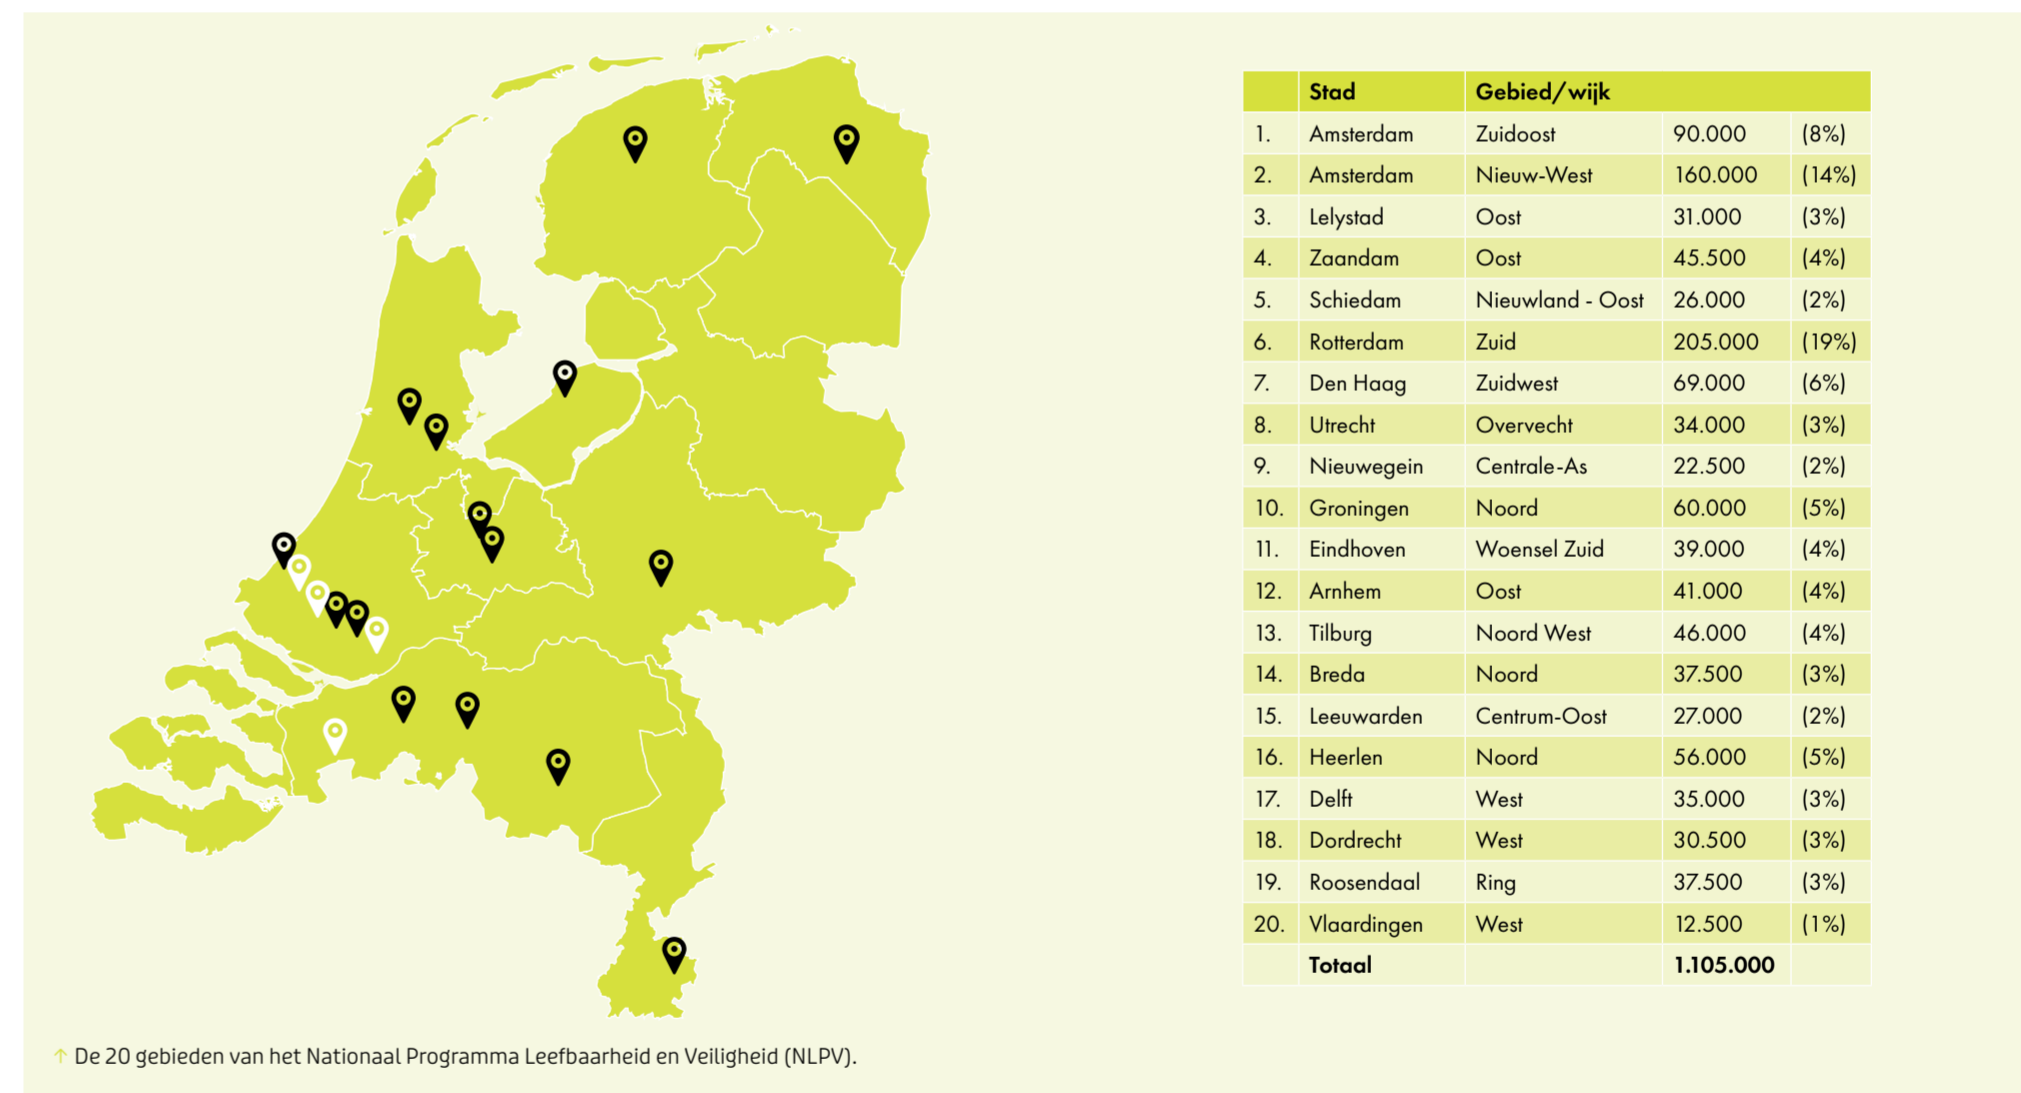 Stad Gebied/wijk
1. Amsterdam Zuidoost 90.000 (8%)
2. Amsterdam Nieuw-West 160.000 (14%)
3. Lelystad Oost 31.000 (3%)
4. Zaandam Oost 45.500 (4%)
5. Schiedam Nieuwland - Oost 26.000 (2%)
6. Rotterdam Zuid 205.000 (19%)
7. Den Haag Zuidwest 69.000 (6%)
8. Utrecht Overvecht 34.000 (3%)
9. Nieuwegein Centrale-As 22.500 (2%)
10. Groningen Noord 60.000 (5%)
11. Eindhoven Woensel Zuid 39.000 (4%)
12. Arnhem Oost 41.000 (4%)
13. Tilburg Noord West 46.000 (4%)
14. Breda Noord 37.500 (3%)
15. Leeuwarden Centrum-Oost 27.000 (2%)
16. Heerlen Noord 56.000 (5%)
17. Delft West 35.000 (3%)
18. Dordrecht West 30.500 (3%)
19. Roosendaal Ring 37.500 (3%)
20. Vlaardingen West 12.500 (1%)
Totaal 1.105.000
↑ De 20 gebieden van het Nationaal Programma Leefbaarheid en Veiligheid (NLPV).